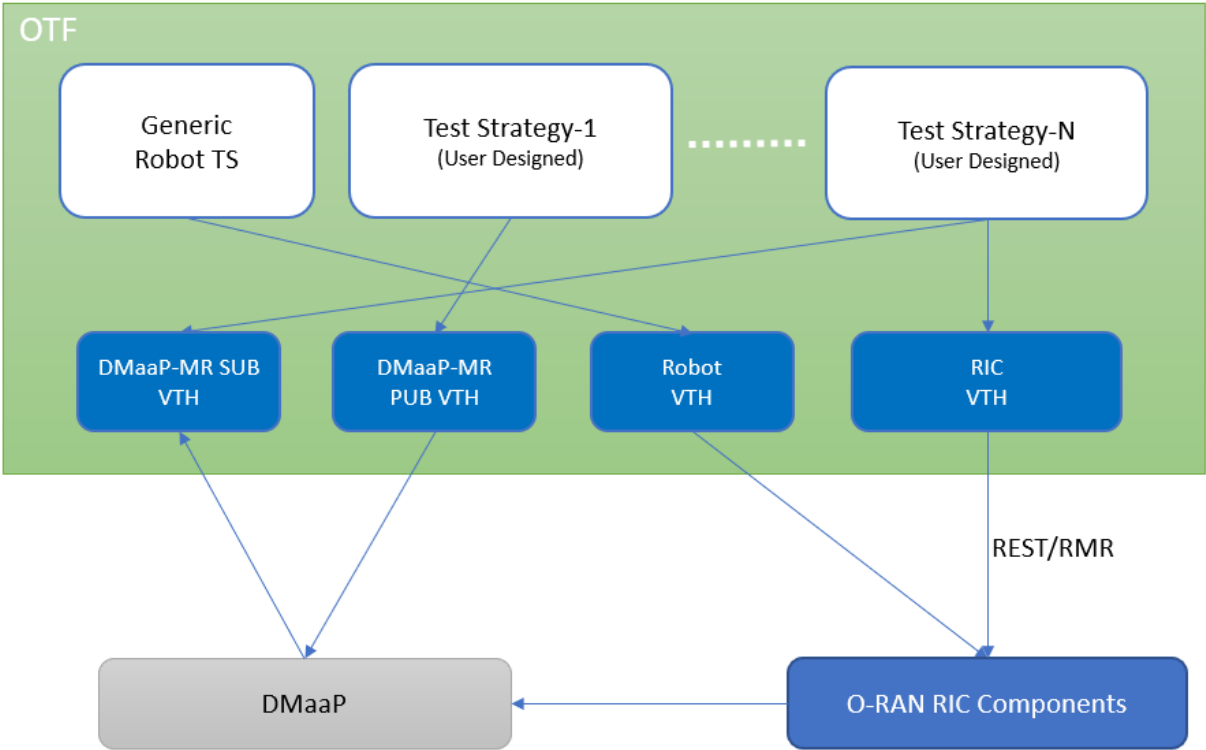 OTF
Generic
Robot TS
Test Strategy-1
(User Designed)
Test Strategy-N
(User Designed)
DMaaP-MR SUB
VTH
DMaaP-MR
PUB VTH
Robot
VTH
RIC
VTH
REST/RMR
DMaaP
O-RAN RIC Components